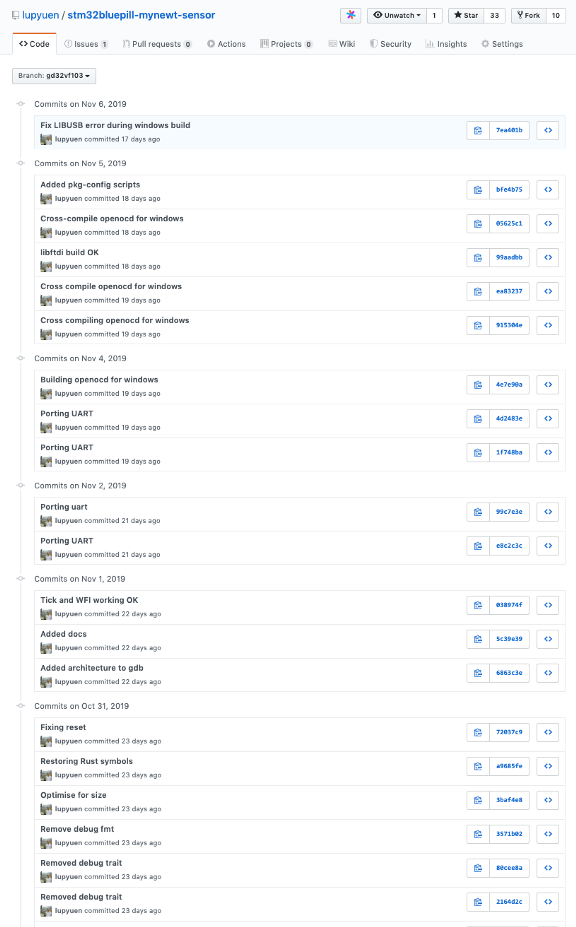 lupyuen / stm32bluepill-mynewt-sensor
Unwatch 1 Star 33 Fork 10
Code Issues 1 Pull requests 0 Actions Projects 0 Wiki Security Insights Settings
Branch: gd32vf103
Commits on Nov 6, 2019
Fix LIBUSB error during windows build
7ea401b
lupyuen committed 17 days ago
Commits on Nov 5, 2019
Added pkg-config scripts
bfe4b75
lupyuen committed 18 days ago
Cross-compile openocd for windows
05625c1
lupyuen committed 18 days ago
libftdi build OK
99aadbb
lupyuen committed 18 days ago
Cross compile openocd for windows
ea83237
lupyuen committed 19 days ago
Cross compiling openocd for windows
915304e
lupyuen committed 19 days ago
Commits on Nov 4, 2019
Building openocd for windows
4e7e90a
lupyuen committed 19 days ago
Porting UART
4d2483e
lupyuen committed 19 days ago
Porting UART
1f748ba
lupyuen committed 19 days ago
Commits on Nov 2, 2019
Porting uart
99c7e3e
lupyuen committed 21 days ago
Porting UART
e8c2c3c
lupyuen committed 21 days ago
Commits on Nov 1, 2019
Tick and WFI working OK
038974f
lupyuen committed 22 days ago
Added docs
5c39e39
lupyuen committed 22 days ago
Added architecture to gdb
6863c3e
lupyuen committed 22 days ago
Commits on Oct 31, 2019
Fixing reset
72037c9
lupyuen committed 23 days ago
Restoring Rust symbols
a9685fe
lupyuen committed 23 days ago
Optimise for size
3baf4e8
lupyuen committed 23 days ago
Remove debug fmt
3571b02
lupyuen committed 23 days ago
Removed debug trait
80cee8a
lupyuen committed 23 days ago
Removed debug trait
2164d2c
lupyuen committed 23 days ago